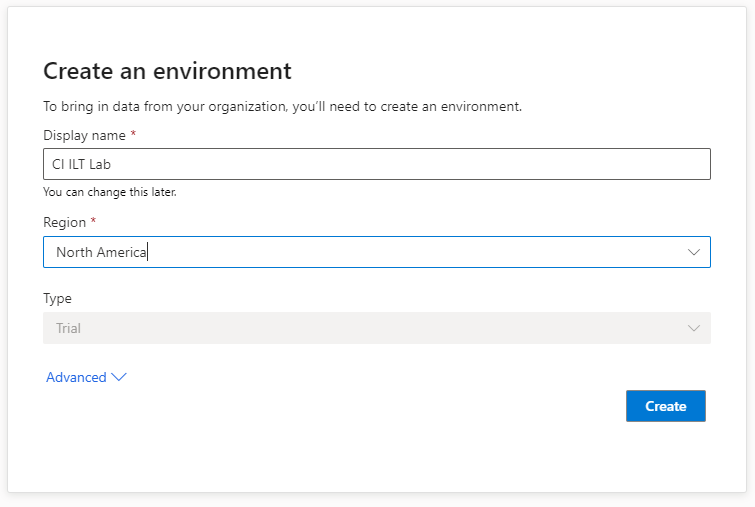 Create an environment
To bring in data from your organization, you'll need to create an environment.
Display name *
CI ILT Lab
You can change this later.
Region *
North America
Type
Trial
Advanced
Create